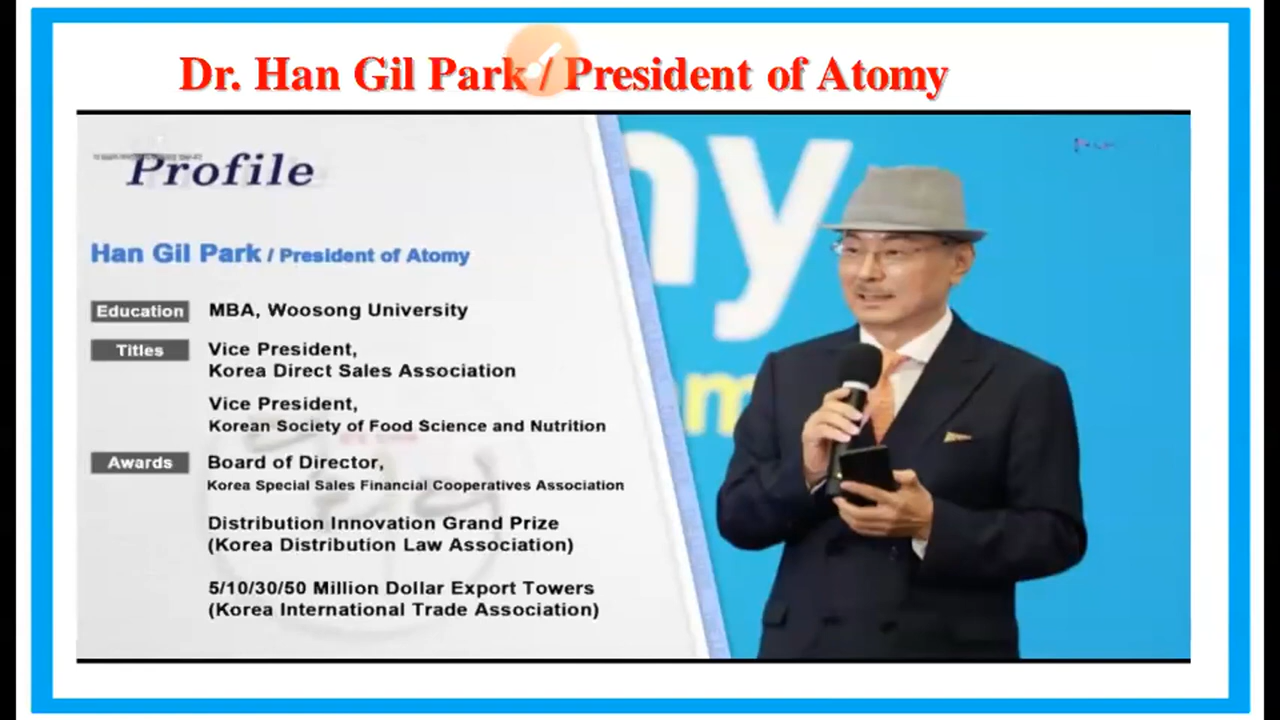 Dr. Han Gil Park / President of Atomy
Profile
Han Gil Park / President of Atomy
Education MBA, Woosong University
Titles Vice President,
Korea Direct Sales Association
Vice President,
Korean Society of Food Science and Nutrition
Awards Board of Director,
Korea Special Sales Financial Cooperatives Association
Distribution Innovation Grand Prize
(Korea Distribution Law Association)
5/10/30/50 Million Dollar Export Towers
(Korea International Trade Association)
my
m